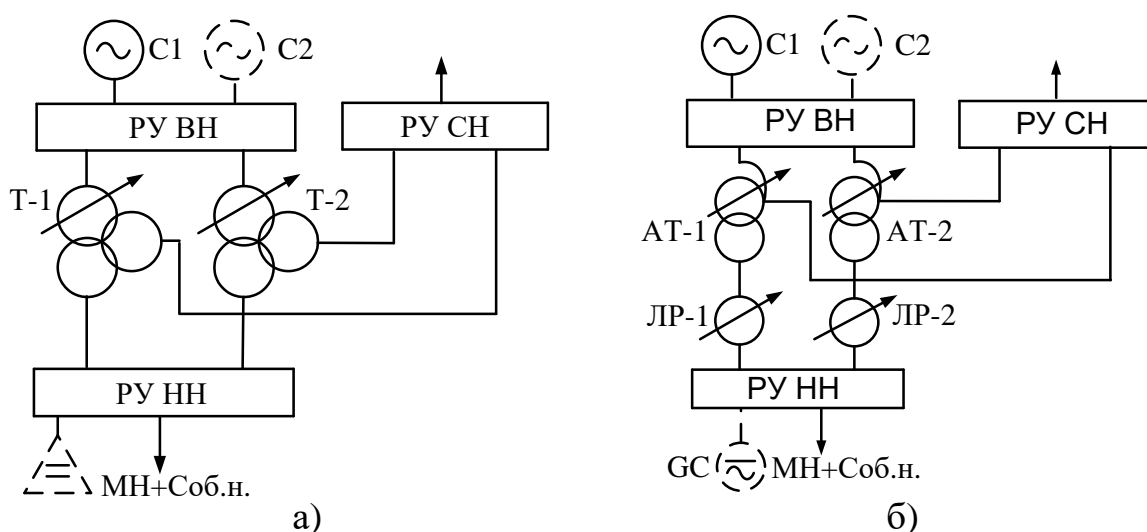 С1
С2
РУ ВН
РУ СН
Т-1
Т-2
РУ НН
МН+Соб.н.
а)
С1
С2
РУ ВН
РУ СН
АТ-1
АТ-2
ЛР-1
ЛР-2
РУ НН
GC
МН+Соб.н.
б)